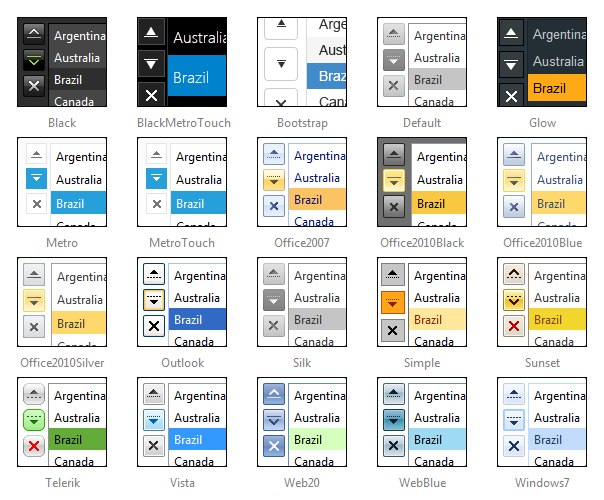 Argentina
Australia
Brazil
Canada
Black
Australia
Brazil
BlackMetroTouch
Argen
Austr
Braz
Canad
Bootstrap
Argentina
Australia
Brazil
Canada
Default
Argentina
Australia
Brazil
Glow
Argentina
Australia
Brazil
Canada
Metro
Argentina
Australia
Brazil
Canada
MetroTouch
Argentina
Australia
Brazil
Canada
Office2007
Argentina
Australia
Brazil
Canada
Office2010Black
Argentina
Australia
Brazil
Canada
Office2010Blue
Argentina
Australia
Brazil
Canada
Office2010Silver
Argentina
Australia
Brazil
Canada
Outlook
Argentina
Australia
Brazil
Canada
Silk
Argentina
Australia
Brazil
Canada
Simple
Argentina
Australia
Brazil
Canada
Sunset
Argentina
Australia
Brazil
Canada
Telerik
Argentina
Australia
Brazil
Canada
Vista
Argentina
Australia
Brazil
Canada
Web20
Argentina
Australia
Brazil
Canada
WebBlue
Argentina
Australia
Brazil
Canada
Windows7